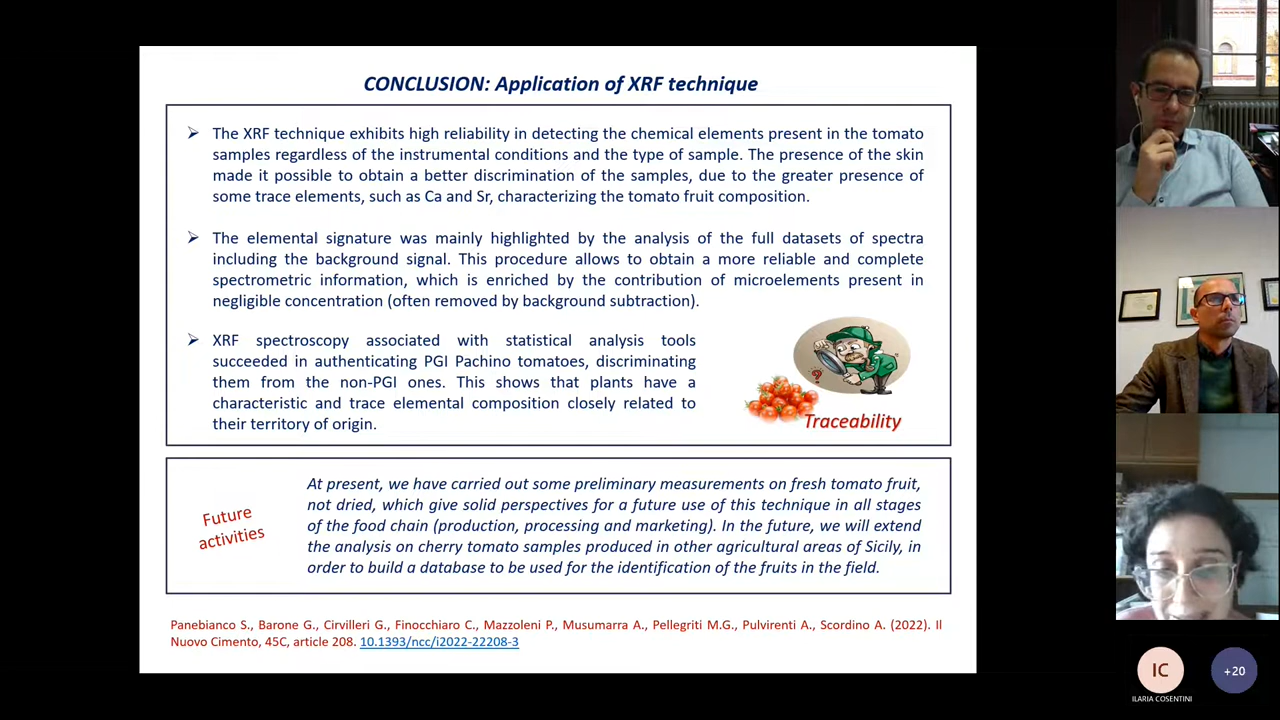 CONCLUSION: Application of XRF technique
➢ The XRF technique exhibits high reliability in detecting the chemical elements present in the tomato
samples regardless of the instrumental conditions and the type of sample. The presence of the skin
made it possible to obtain a better discrimination of the samples, due to the greater presence of
some trace elements, such as Ca and Sr, characterizing the tomato fruit composition.
➢ The elemental signature was mainly highlighted by the analysis of the full datasets of spectra
including the background signal. This procedure allows to obtain a more reliable and complete
spectrometric information, which is enriched by the contribution of microelements present in
negligible concentration (often removed by background subtraction).
➢ XRF spectroscopy associated with statistical analysis tools
succeeded in authenticating PGI Pachino tomatoes, discriminating
them from the non-PGI ones. This shows that plants have a
characteristic and trace elemental composition closely related to
their territory of origin.
?
Traceability
Future
activities
At present, we have carried out some preliminary measurements on fresh tomato fruit,
not dried, which give solid perspectives for a future use of this technique in all stages
of the food chain (production, processing and marketing). In the future, we will extend
the analysis on cherry tomato samples produced in other agricultural areas of Sicily, in
order to build a database to be used for the identification of the fruits in the field.
Panebianco S., Barone G., Cirvilleri G., Finocchiaro C., Mazzoleni P., Musumarra A., Pellegriti M.G., Pulvirenti A., Scordino A. (2022). Il
Nuovo Cimento, 45C, article 208. 10.1393/ncc/i2022-22208-3
IC
ILARIA COSENTINI
+20